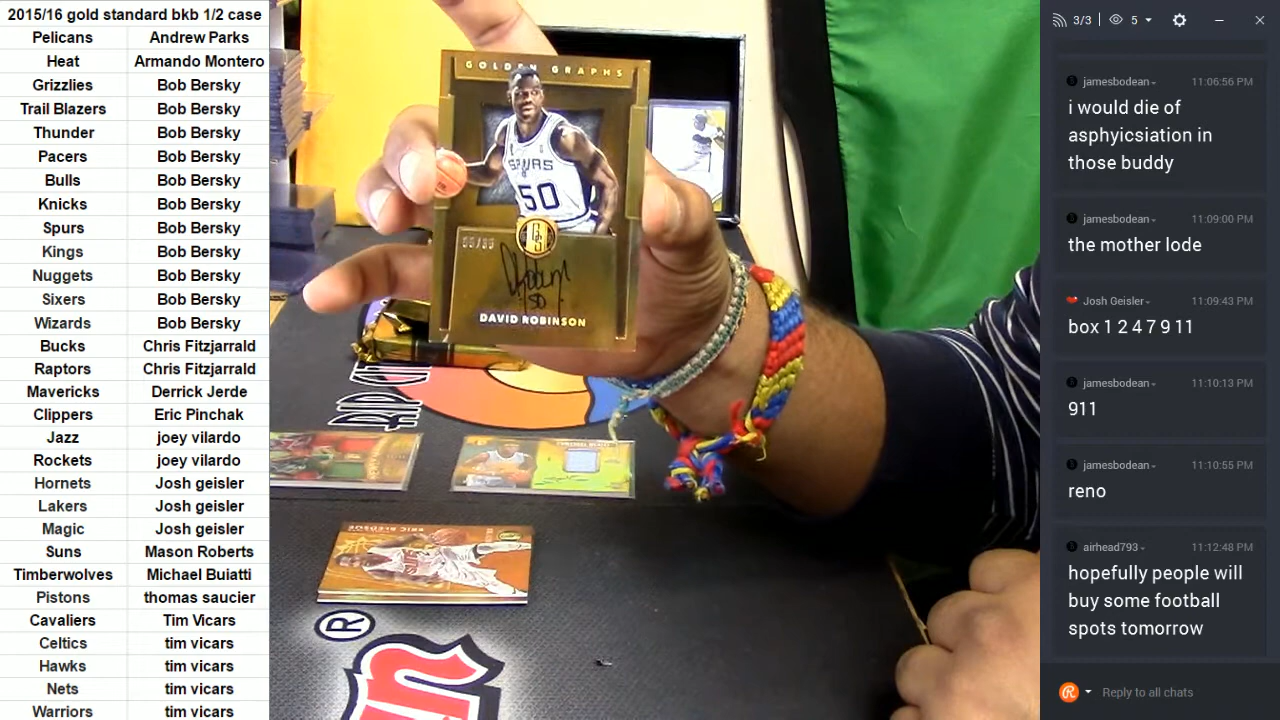 2015/16 gold standard bkb 1/2 case
Pelicans Andrew Parks
Heat Armando Montero
Grizzlies Bob Bersky
Trail Blazers Bob Bersky
Thunder Bob Bersky
Pacers Bob Bersky
Bulls Bob Bersky
Knicks Bob Bersky
Spurs Bob Bersky
Kings Bob Bersky
Nuggets Bob Bersky
Sixers Bob Bersky
Wizards Bob Bersky
Bucks Chris Fitzjarrald
Raptors Chris Fitzjarrald
Mavericks Derrick Jerde
Clippers Eric Pinchak
Jazz joey vilardo
Rockets joey vilardo
Hornets Josh geisler
Lakers Josh geisler
Magic Josh geisler
Suns Mason Roberts
Timberwolves Michael Buiatti
Pistons thomas saucier
Cavaliers Tim Vicars
Celtics tim vicars
Hawks tim vicars
Nets tim vicars
Warriors tim vicars
GOLDEN GRAPHS
SPURS
50
GS
50
DAVID ROBINSON
RIP
ERIC BLEDSOE
SUNS
®
3/3 5
jamesbodean 11:06:56 PM
i would die of
asphyicsiation in
those buddy
jamesbodean 11:09:00 PM
the mother lode
Josh Geisler 11:09:43 PM
box 1 2 4 7 9 11
jamesbodean 11:10:13 PM
911
jamesbodean 11:10:55 PM
reno
airhead793 11:12:48 PM
hopefully people will
buy some football
spots tomorrow
Reply to all chats